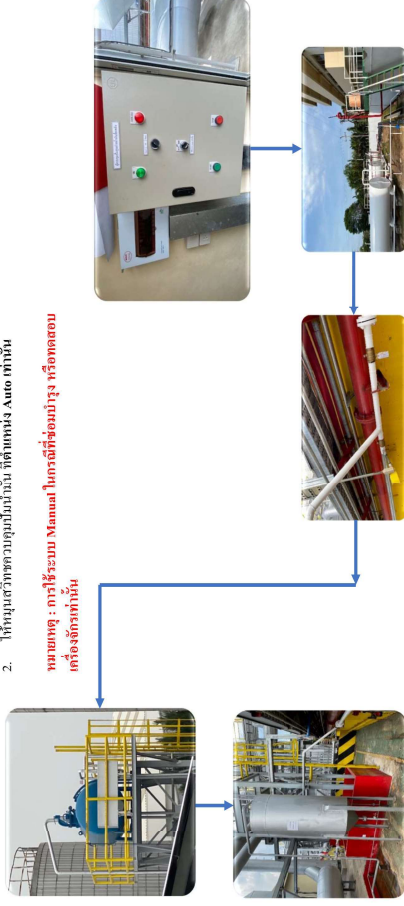 2. ให้หมุนสวิทซ์ควบคุมปั๊มน้ำมัน ที่ตำแหน่ง Auto เท่านั้น
หมายเหตุ : การใช้ระบบ Manual ในกรณีที่ซ่อมบำรุง หรือทดสอบ
เครื่องจักรเท่านั้น